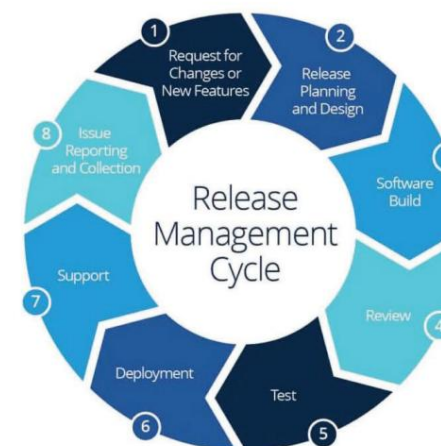 1
Request for
Changes or
New Features
2
Release
Planning
and Design
Software
Build
4
Review
5
Test
6
Deployment
7
Support
8
Issue
Reporting
and Collection
Release
Management
Cycle